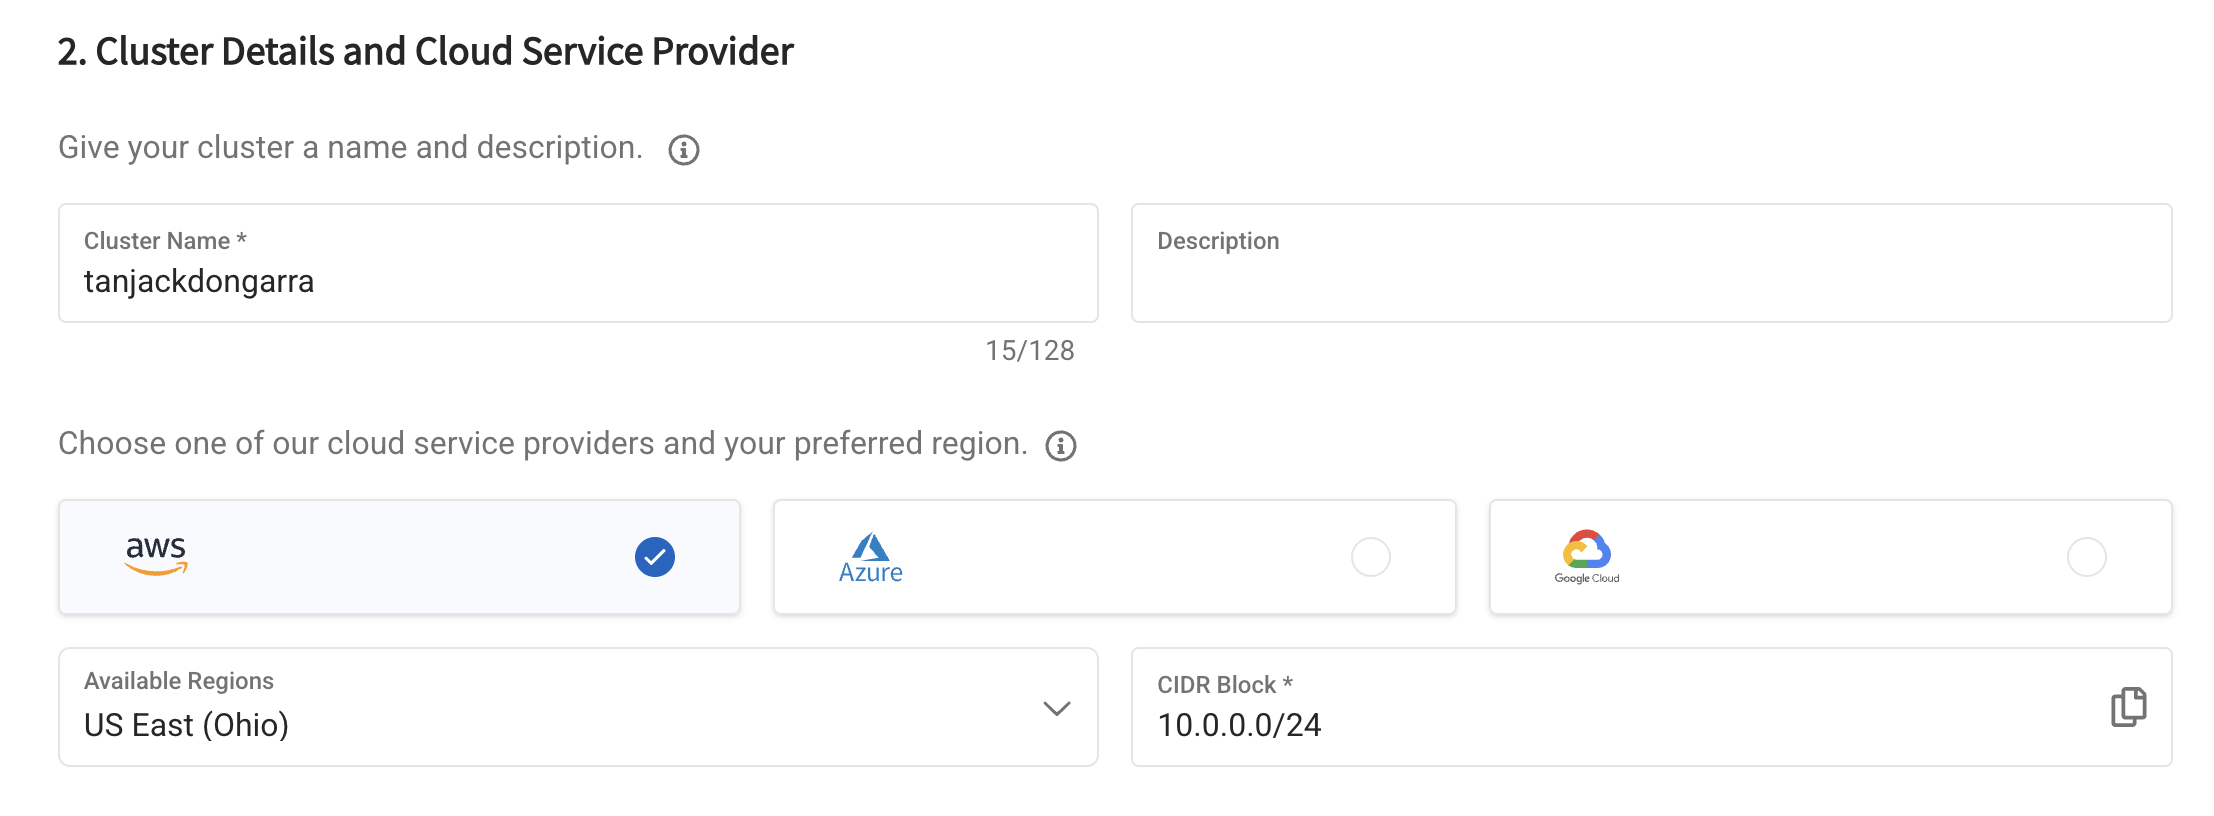 2. Cluster Details and Cloud Service Provider
Give your cluster a name and description.
Cluster Name *
tanjackdongarra
Description
15/128
Choose one of our cloud service providers and your preferred region.
aws
Azure
Google Cloud
Available Regions
US East (Ohio)
CIDR Block *
10.0.0.0/24